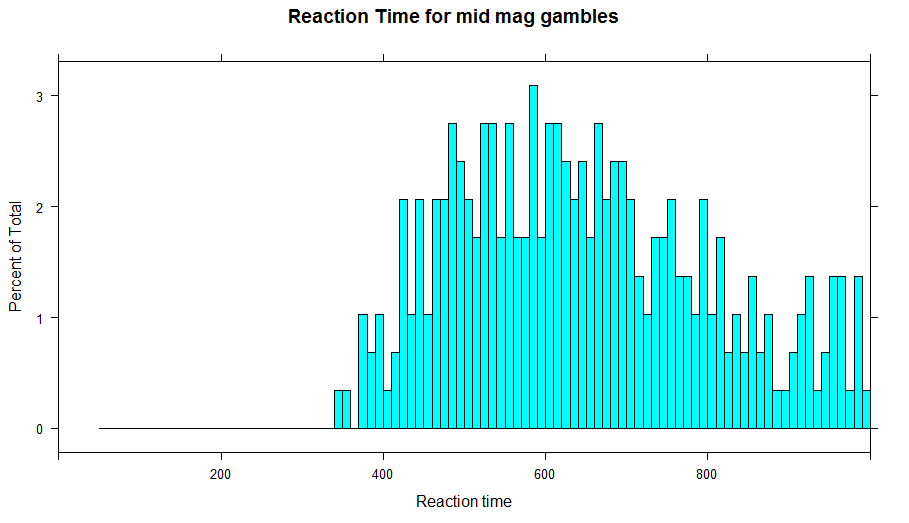 Reaction Time for mid mag gambles
Percent of Total
3
2
1
0
200 400 600 800
Reaction time